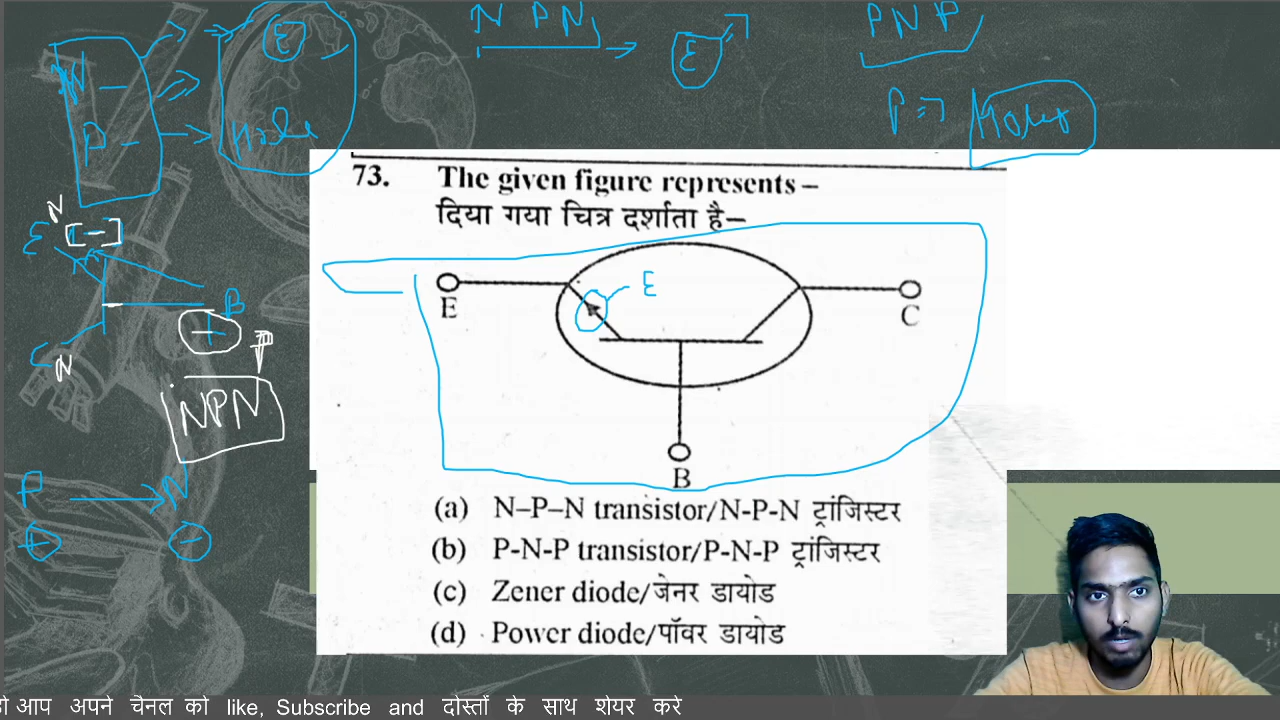 N P N
E
P N P
E
N -
P -
Hole
P ⇒ Holes
N
E [-]
B
+
P
C
N
NPN
P → N
+ -
73. The given figure represents –
दिया गया चित्र दर्शाता है–
E
E
C
B
(a) N–P–N transistor/N-P-N ट्रांजिस्टर
(b) P-N-P transistor/P-N-P ट्रांजिस्टर
(c) Zener diode/जेनर डायोड
(d) Power diode/पॉवर डायोड
आप अपने चैनल को like, Subscribe and दोस्तों के साथ शेयर करे